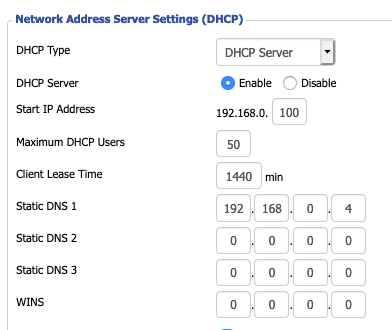 Network Address Server Settings (DHCP)
DHCP Type DHCP Server
DHCP Server Enable Disable
Start IP Address 192.168.0. 100
Maximum DHCP Users 50
Client Lease Time 1440 min
Static DNS 1 192 . 168 . 0 . 4
Static DNS 2 0 . 0 . 0 . 0
Static DNS 3 0 . 0 . 0 . 0
WINS 0 . 0 . 0 . 0